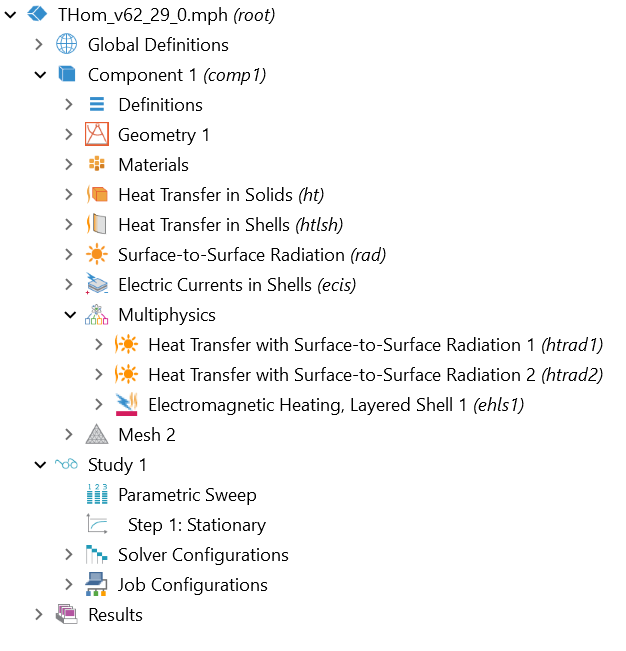 THom_v62_29_0.mph (root)
Global Definitions
Component 1 (comp1)
Definitions
Geometry 1
Materials
Heat Transfer in Solids (ht)
Heat Transfer in Shells (htlsh)
Surface-to-Surface Radiation (rad)
Electric Currents in Shells (ecis)
Multiphysics
Heat Transfer with Surface-to-Surface Radiation 1 (htrad1)
Heat Transfer with Surface-to-Surface Radiation 2 (htrad2)
Electromagnetic Heating, Layered Shell 1 (ehls1)
Mesh 2
Study 1
1 2 3 Parametric Sweep
Step 1: Stationary
Solver Configurations
Job Configurations
Results